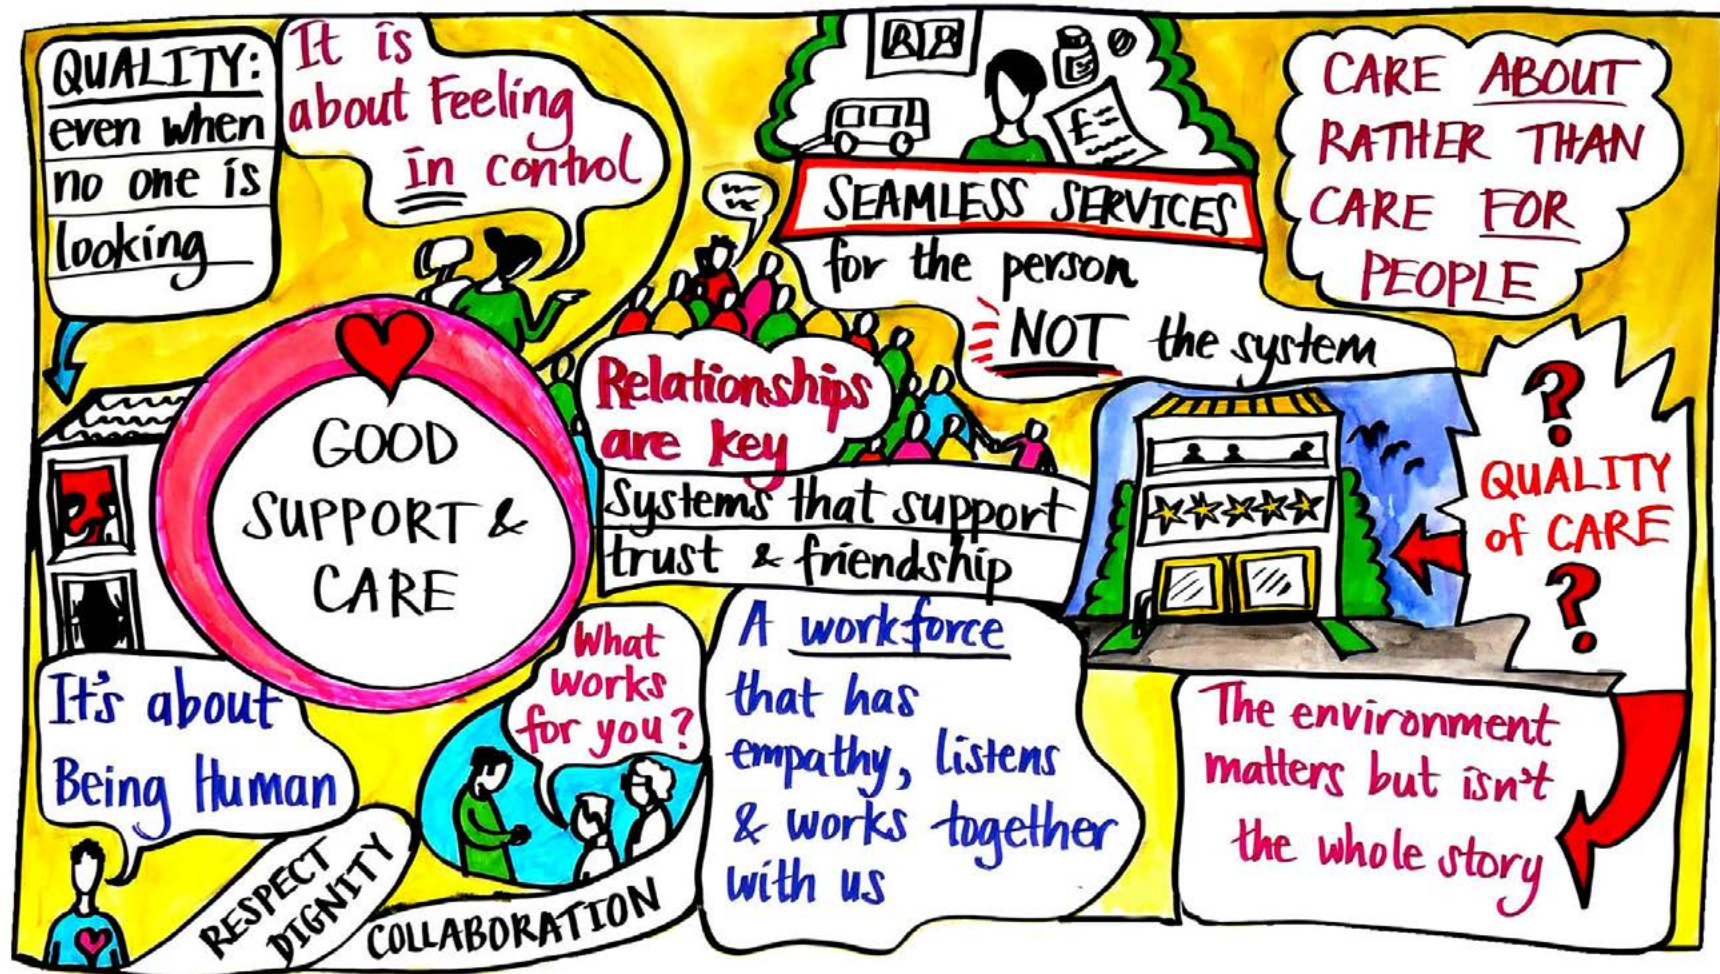 QUALITY:
even when
no one is
looking
It is
about Feeling
in control
£
SEAMLESS SERVICES
for the person
NOT the system
CARE ABOUT
RATHER THAN
CARE FOR
PEOPLE
GOOD
SUPPORT &
CARE
Relationships
are key
Systems that support
trust & friendship
?
QUALITY
of CARE
?
It's about
Being Human
What
works
for you?
A workforce
that has
empathy, listens
& works together
with us
The environment
matters but isn't
the whole story
RESPECT
DIGNITY
COLLABORATION